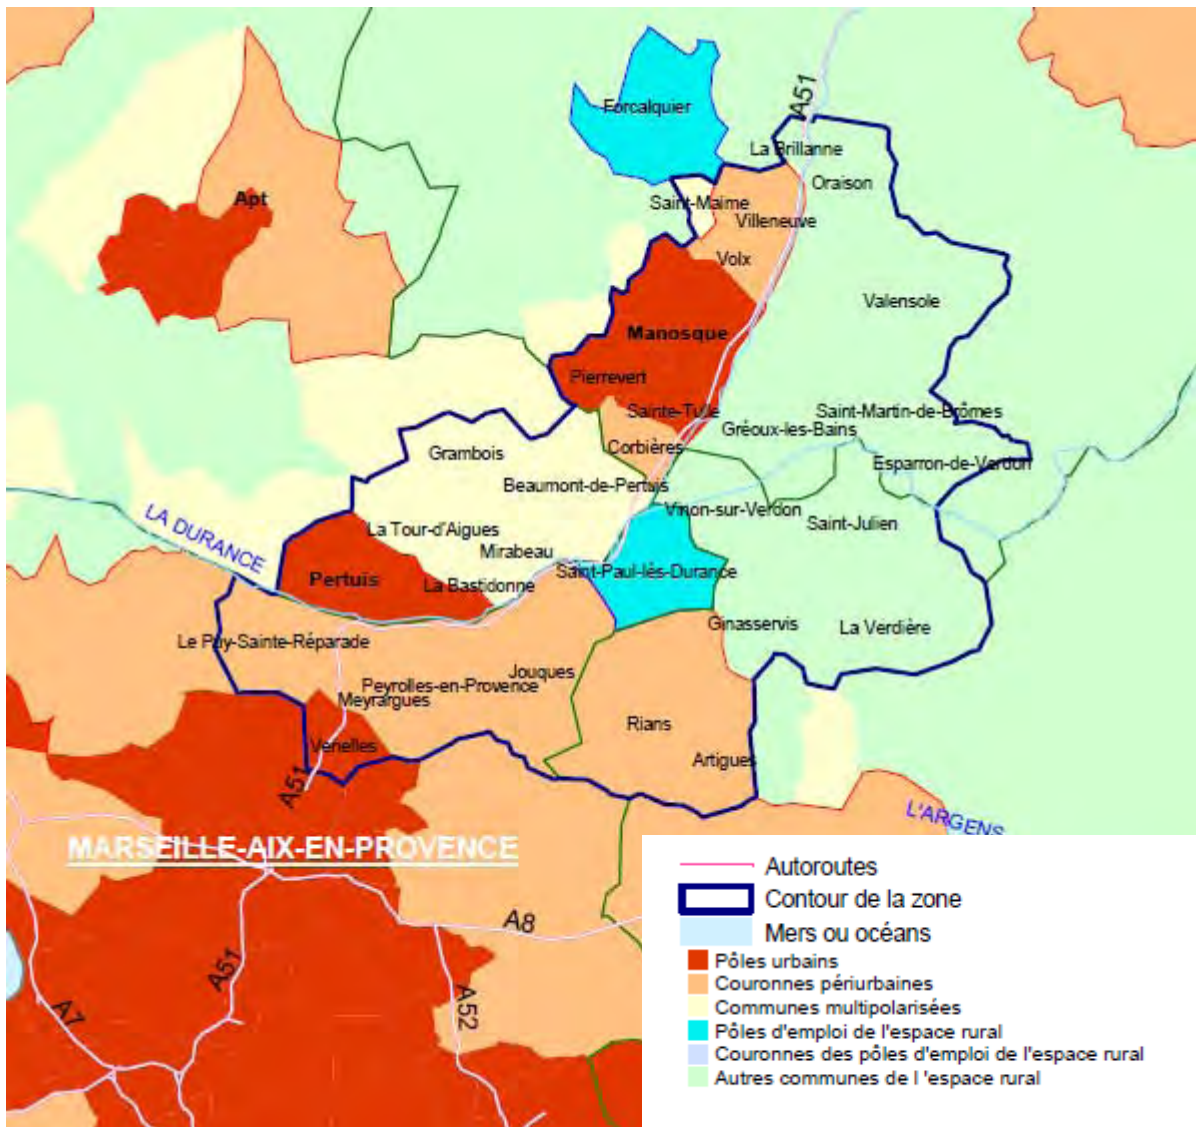 A51
Forcalquier
La Brillanne
Oraison
Apt
Saint-Maime
Villeneuve
Volx
Valensole
Manosque
Pierrevert
Sainte-Tulle
Saint-Martin-de-Brômes
Gréoux-les-Bains
Corbières
Grambois
Esparron-de-Verdon
Beaumont-de-Pertuis
Vinon-sur-Verdon
LA DURANCE
La Tour-d'Aigues
Saint-Julien
Mirabeau
Pertuis
La Bastidonne
Saint-Paul-lès-Durance
Ginasservis
La Verdière
Le Puy-Sainte-Réparade
Jouques
Peyrolles-en-Provence
Meyrargues
Rians
Venelles
Artigues
A51
L'ARGENS
MARSEILLE-AIX-EN-PROVENCE
A8
A51
A7
A52
Autoroutes
Contour de la zone
Mers ou océans
Pôles urbains
Couronnes périurbaines
Communes multipolarisées
Pôles d'emploi de l'espace rural
Couronnes des pôles d'emploi de l'espace rural
Autres communes de l 'espace rural